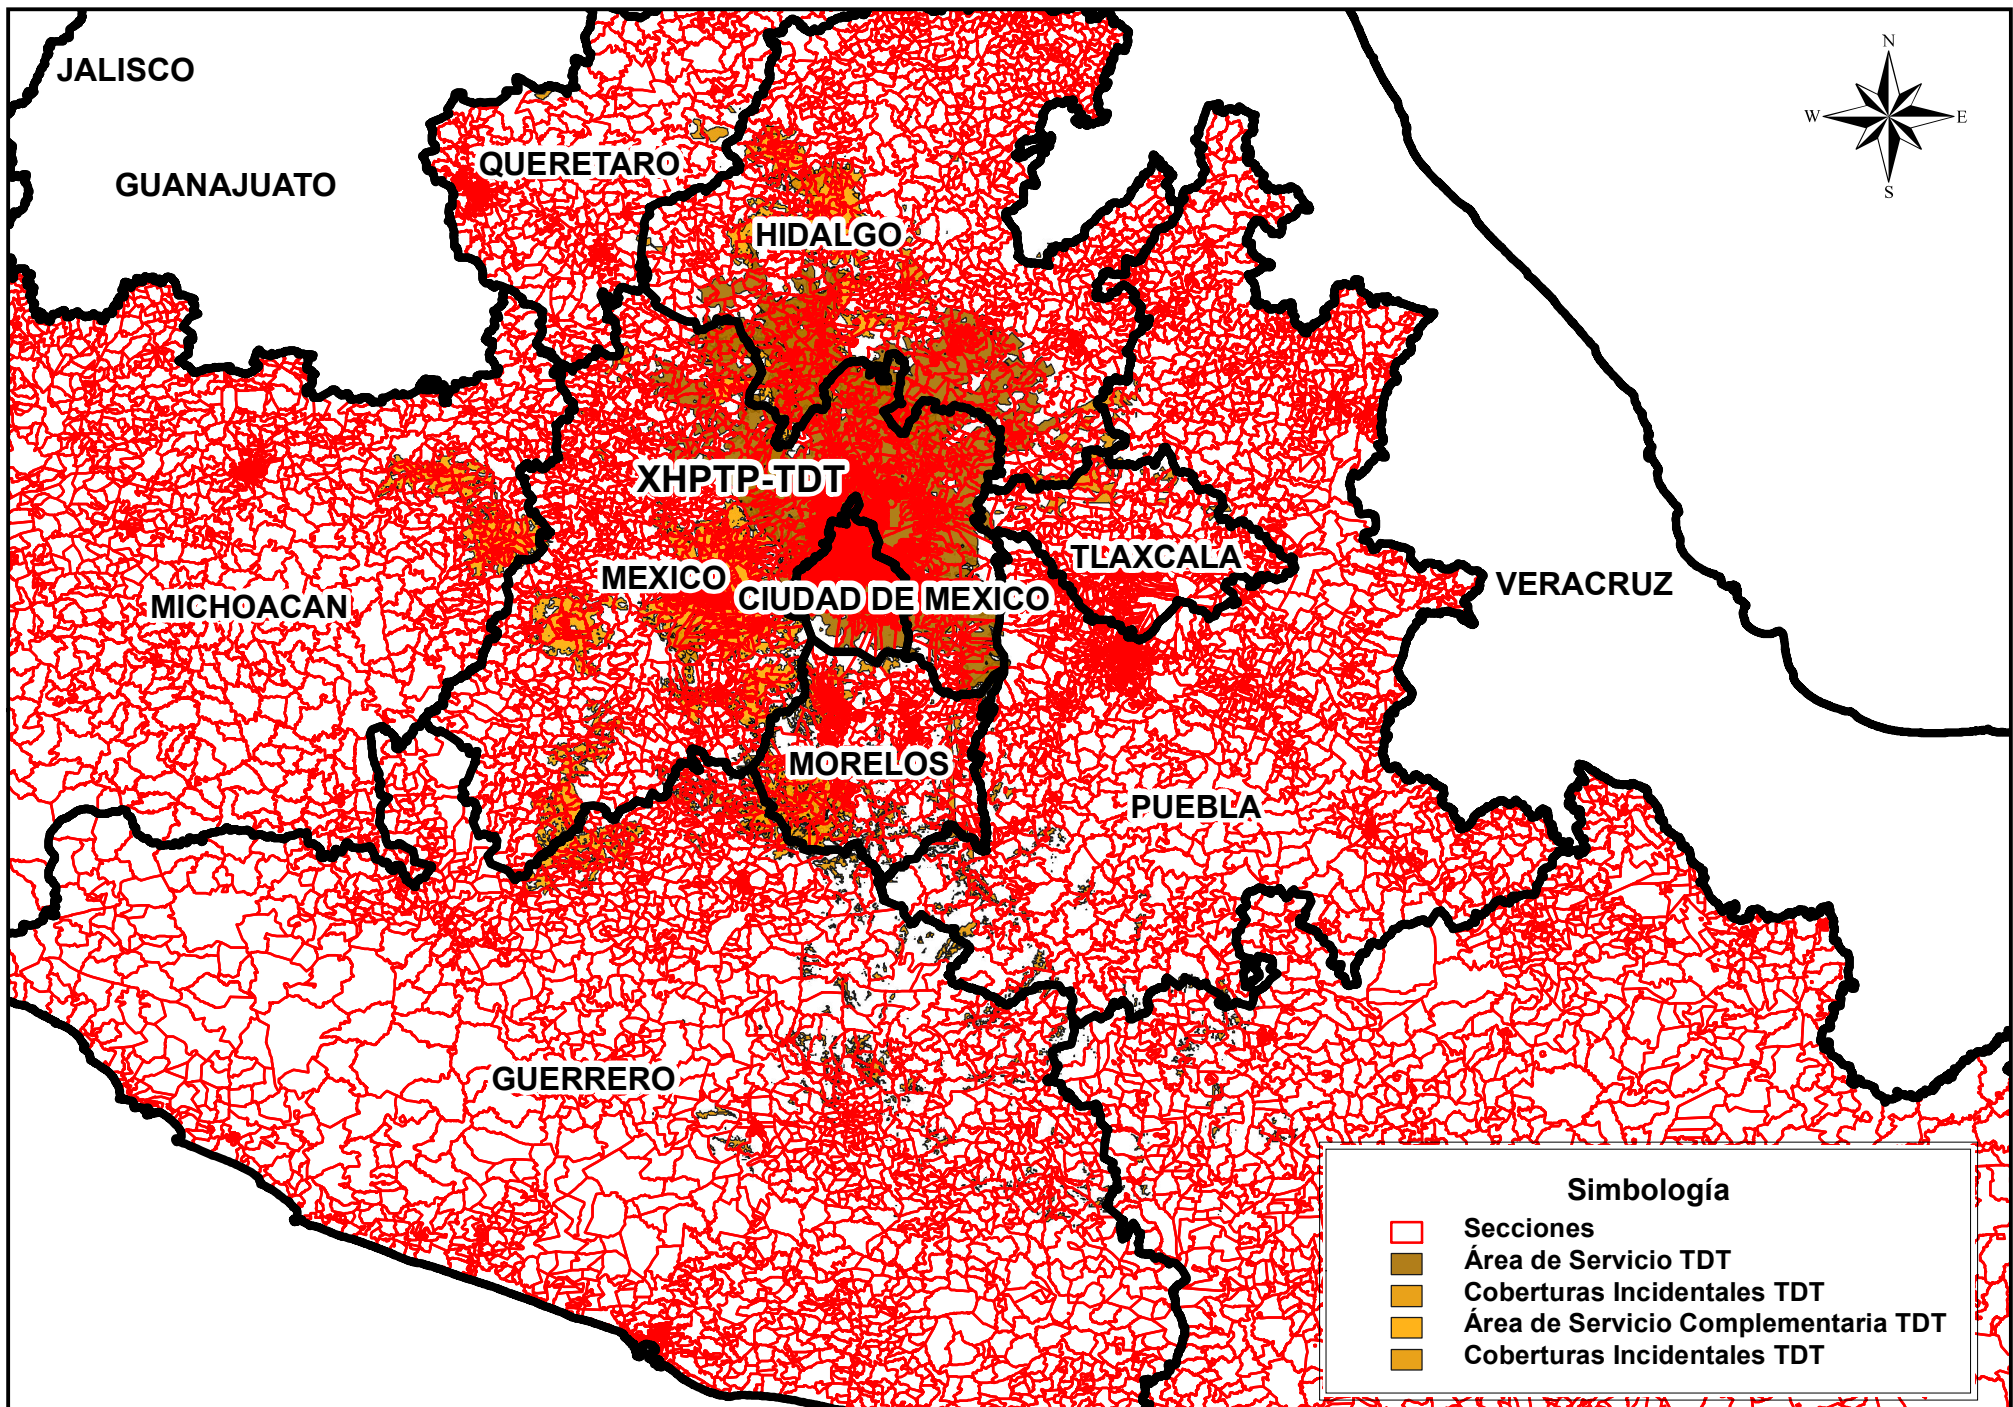 JALISCO
N
W
E
S
QUERETARO
GUANAJUATO
HIDALGO
XHPTP-TDT
TLAXCALA
MEXICO
VERACRUZ
CIUDAD DE MEXICO
MICHOACAN
MORELOS
PUEBLA
GUERRERO
Simbología
Secciones
Área de Servicio TDT
Coberturas Incidentales TDT
Área de Servicio Complementaria TDT
Coberturas Incidentales TDT